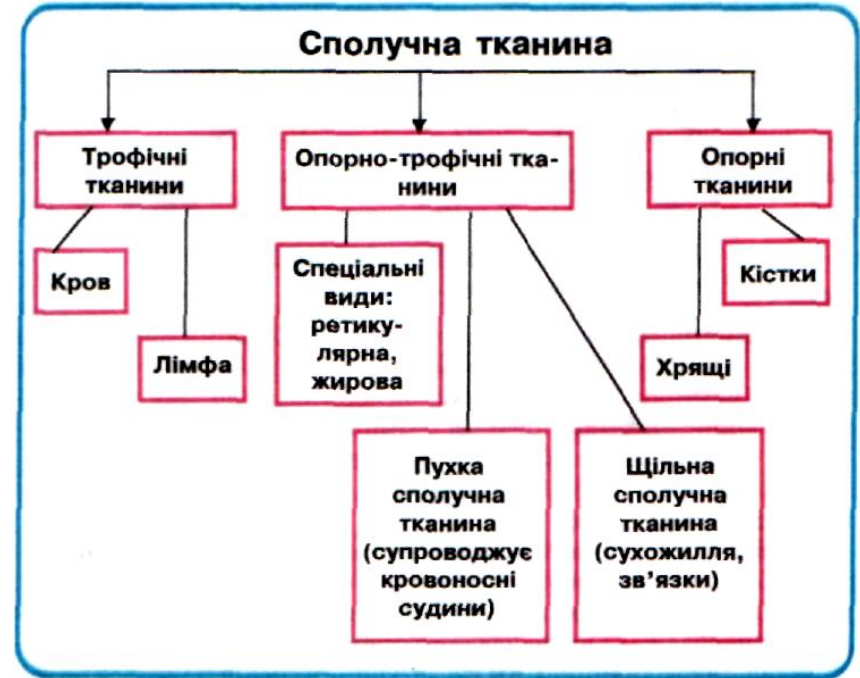 Сполучна тканина
Трофічні
тканини
Опорно-трофічні тка-
нини
Опорні
тканини
Кров
Лімфа
Спеціальні
види:
ретику-
лярна,
жирова
Кістки
Хрящі
Пухка
сполучна
тканина
(супроводжує
кровоносні
судини)
Щільна
сполучна
тканина
(сухожилля,
зв’язки)